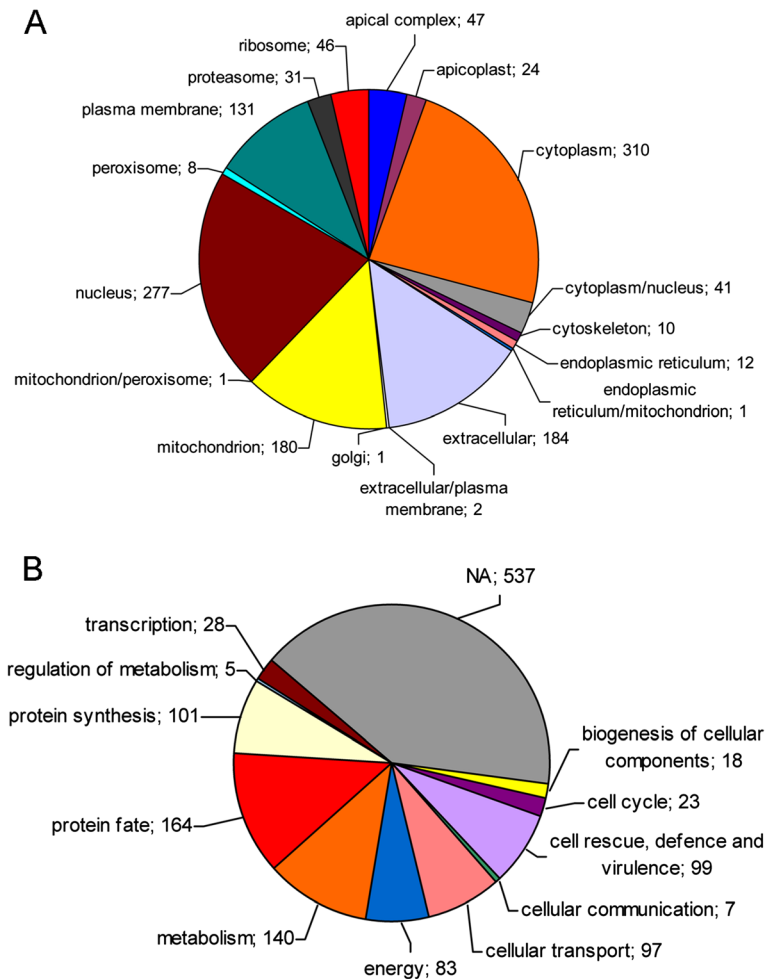 A
apical complex; 47
ribosome; 46
apicoplast; 24
proteasome; 31
plasma membrane; 131
cytoplasm; 310
peroxisome; 8
nucleus; 277
cytoplasm/nucleus; 41
cytoskeleton; 10
endoplasmic reticulum; 12
mitochondrion/peroxisome; 1
endoplasmic
reticulum/mitochondrion; 1
extracellular; 184
mitochondrion; 180
golgi; 1
extracellular/plasma
membrane; 2
B
NA; 537
transcription; 28
regulation of metabolism; 5
protein synthesis; 101
biogenesis of cellular
components; 18
cell cycle; 23
protein fate; 164
cell rescue, defence and
virulence; 99
cellular communication; 7
metabolism; 140
cellular transport; 97
energy; 83